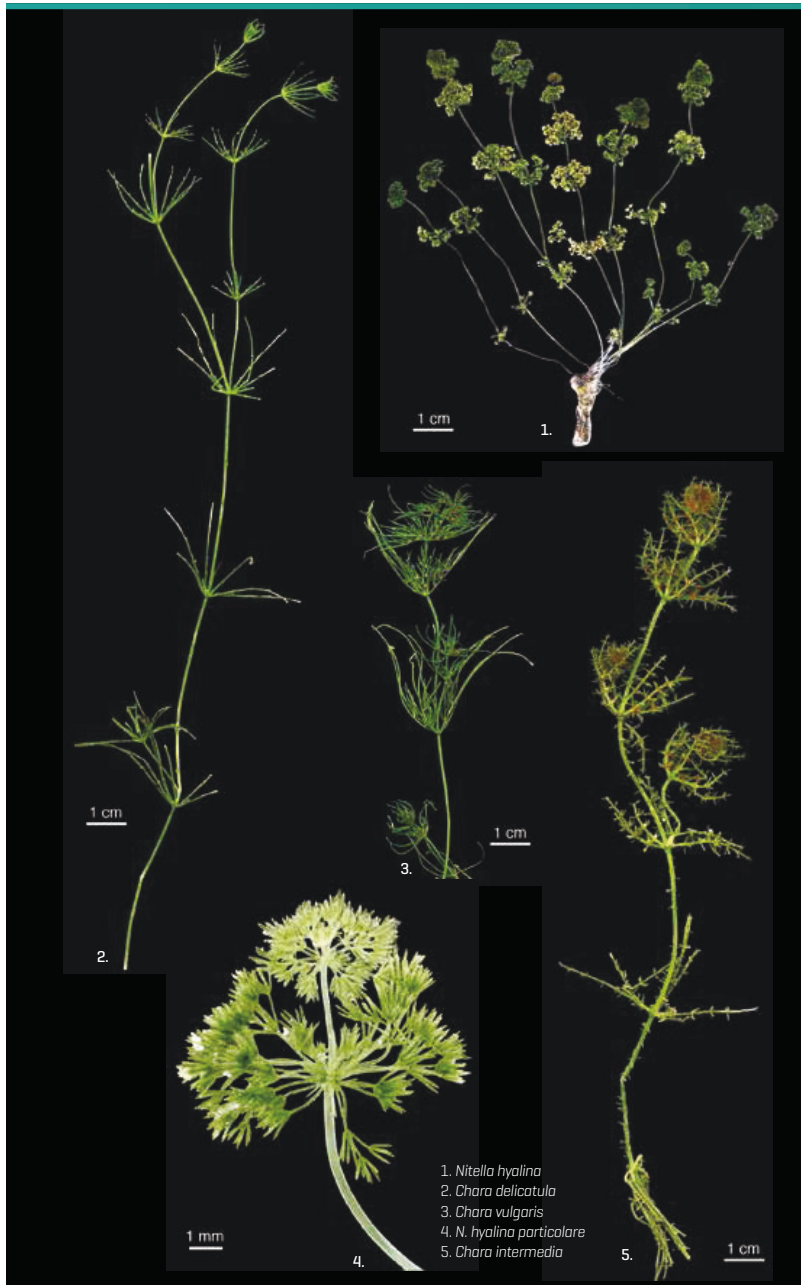 1 cm
1.
1 cm
2.
1 cm
3.
1 mm
4.
1. Nitella hyalina
2. Chara delicatula
3. Chara vulgaris
4. N. hyalina particolare
5. Chara intermedia
5.
1 cm